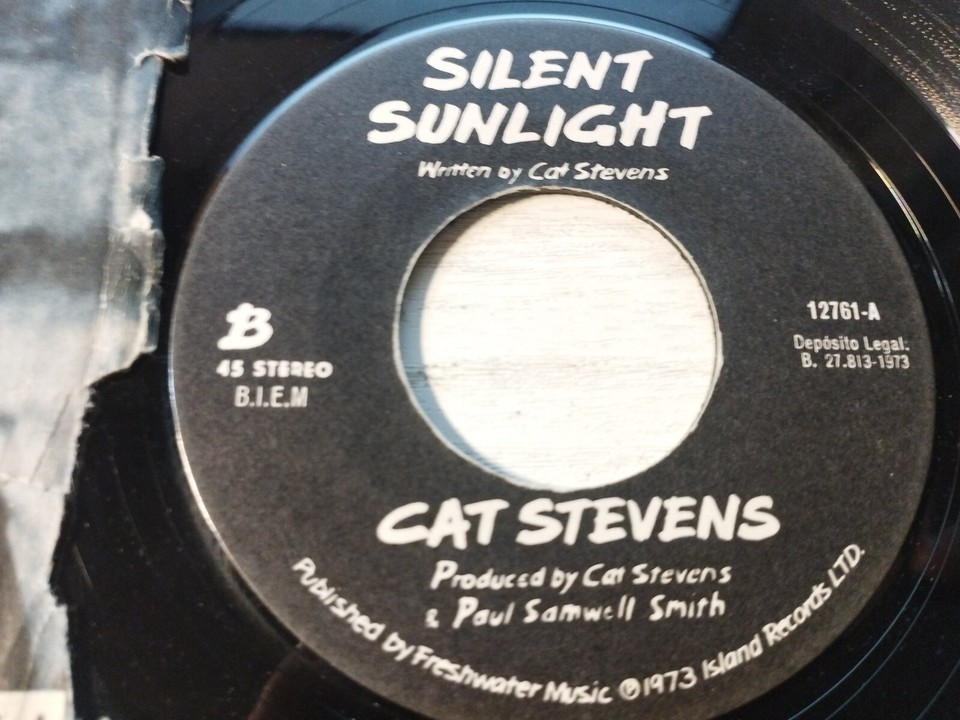 SILENT
SUNLIGHT
Written by Cat Stevens
B
45 STEREO
B.I.E.M
12761-A
Depósito Legal:
B. 27.813-1973
CAT STEVENS
Produced by Cat Stevens
& Paul Samwell Smith
Published by Freshwater Music ℗1973 Island Records LTD.